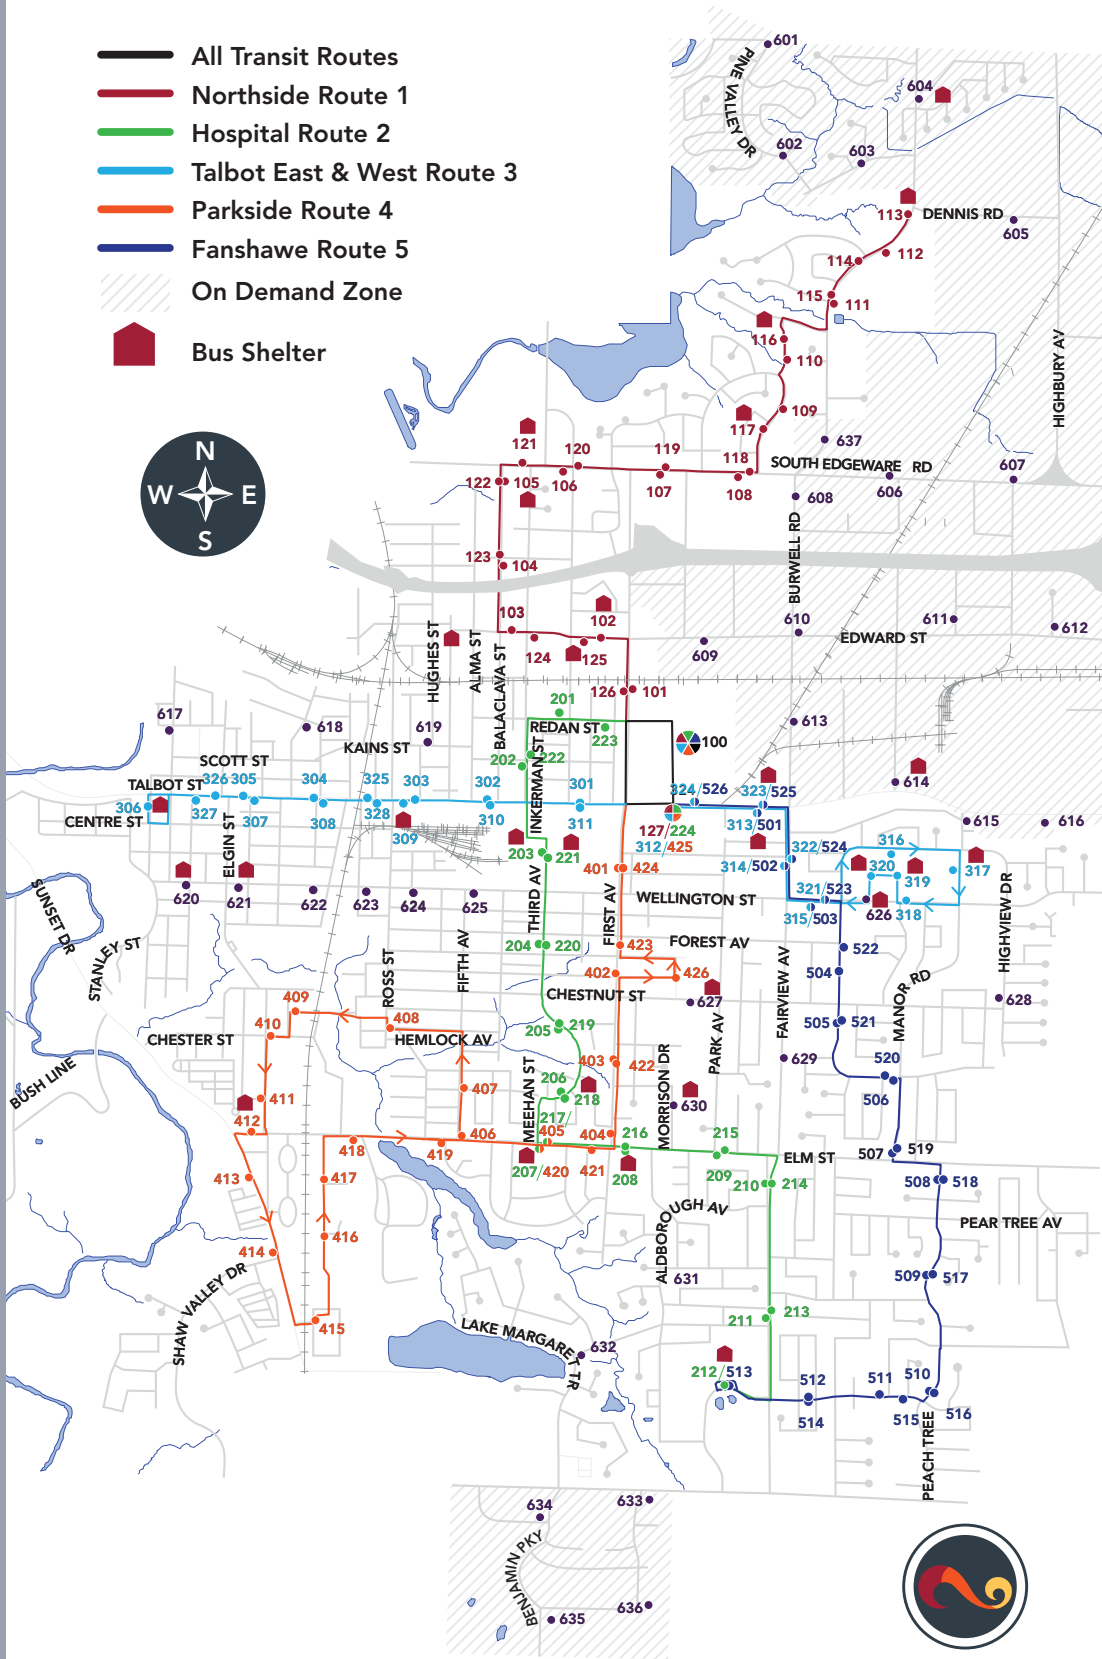 All Transit Routes
Northside Route 1
Hospital Route 2
Talbot East & West Route 3
Parkside Route 4
Fanshawe Route 5
On Demand Zone
Bus Shelter
N
W
E
S
601
PINE VALLEY DR
604
602
603
113
DENNIS RD
605
112
114
115
111
116
110
HIGHBURY AV
109
117
121
637
120
119
118
SOUTH EDGEWARE RD
607
122
105
106
107
108
606
608
BURWELL RD
123
104
103
102
611
610
612
EDWARD ST
124
125
609
HUGHES ST
ALMA ST
BALACLAVA ST
126
101
201
617
618
619
REDAN ST
223
613
100
KAINS ST
SCOTT ST
202
222
INKERMAN ST
TALBOT ST
326
305
304
325
303
302
301
324/526
323/525
614
306
327
307
308
328
309
310
311
CENTRE ST
127/224
312/425
313/501
615
616
ELGIN ST
203
221
401
424
314/502
322/524
316
320
319
317
620
621
622
623
624
625
THIRD AV
FIRST AV
WELLINGTON ST
321/523
315/503
626
318
HIGHVIEW DR
SUNSET DR
STANLEY ST
204
220
423
FOREST AV
522
402
426
504
ROSS ST
FIFTH AV
CHESTNUT ST
627
FAIRVIEW AV
MANOR RD
628
409
410
408
CHESTER ST
HEMLOCK AV
205
219
505
521
BUSH LINE
403
422
MORRISON DR
PARK AV
629
520
506
407
MEEHAN ST
206
218
411
412
630
217/
405
404
216
215
519
507
406
418
419
207/420
421
208
209
ELM ST
210
214
508
518
413
417
ALDBOROUGH AV
PEAR TREE AV
414
416
631
509
517
SHAW VALLEY DR
213
211
415
LAKE MARGARET TR
632
212/513
512
511
510
514
515
516
PEACH TREE
634
633
BENJAMIN PKY
635
636